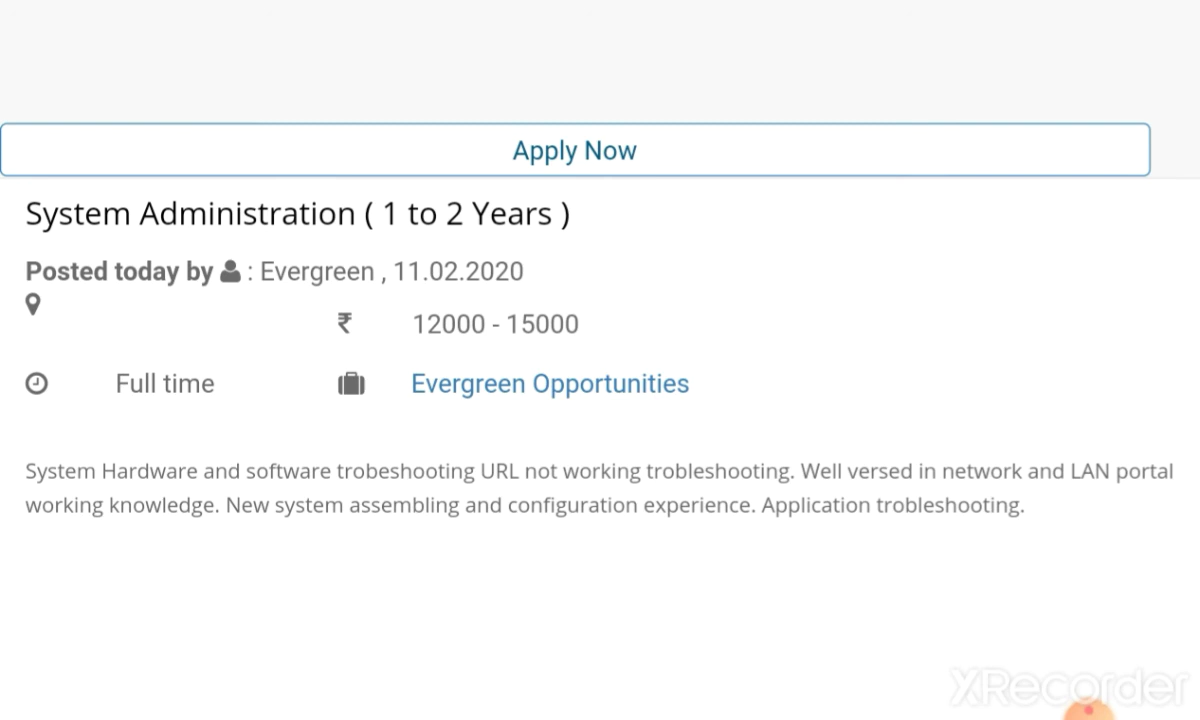 Apply Now
System Administration ( 1 to 2 Years )
Posted today by : Evergreen , 11.02.2020
₹ 12000 - 15000
Full time Evergreen Opportunities
System Hardware and software trobeshooting URL not working trobleshooting. Well versed in network and LAN portal
working knowledge. New system assembling and configuration experience. Application trobleshooting.
XRecorder